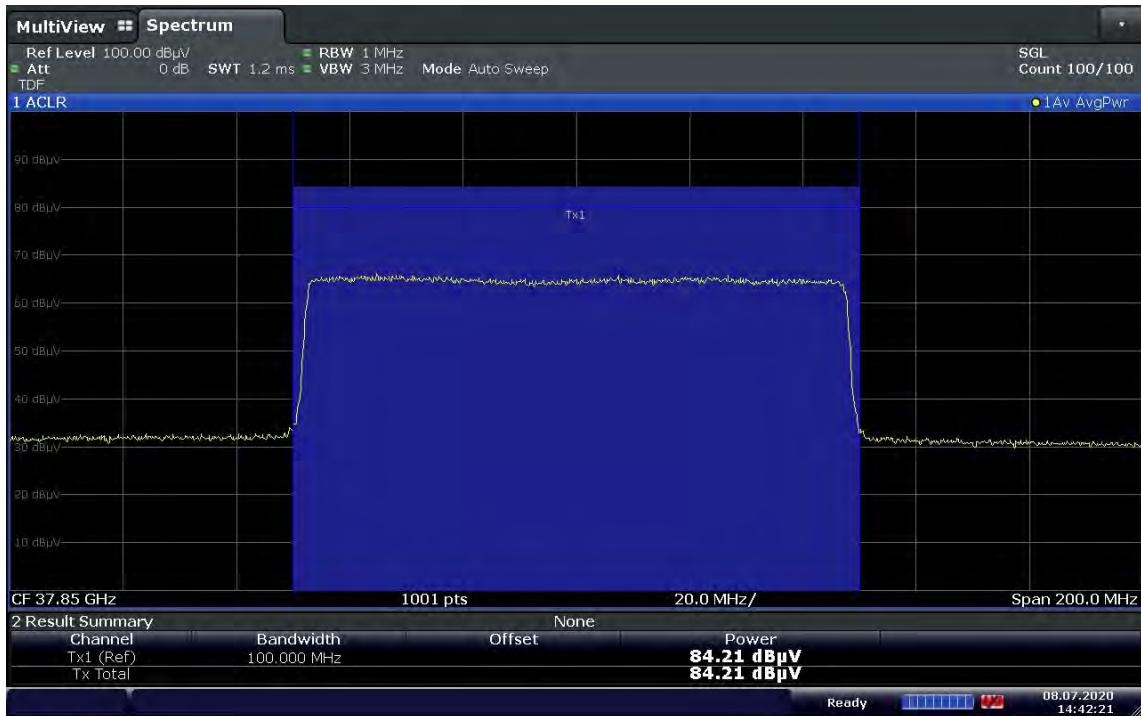 MultiView Spectrum
Ref Level 100.00 dBµV RBW 1 MHz SGL
Att 0 dB SWT 1.2 ms VBW 3 MHz Mode Auto Sweep Count 100/100
TDF
1 ACLR 1Av AvgPwr
90 dBµV
80 dBµV
Tx1
70 dBµV
60 dBµV
50 dBµV
40 dBµV
30 dBµV
20 dBµV
10 dBµV
CF 37.85 GHz 1001 pts 20.0 MHz/ Span 200.0 MHz
2 Result Summary None
Channel Bandwidth Offset Power
Tx1 (Ref) 100.000 MHz 84.21 dBµV
Tx Total 84.21 dBµV
Ready 08.07.2020
14:42:21